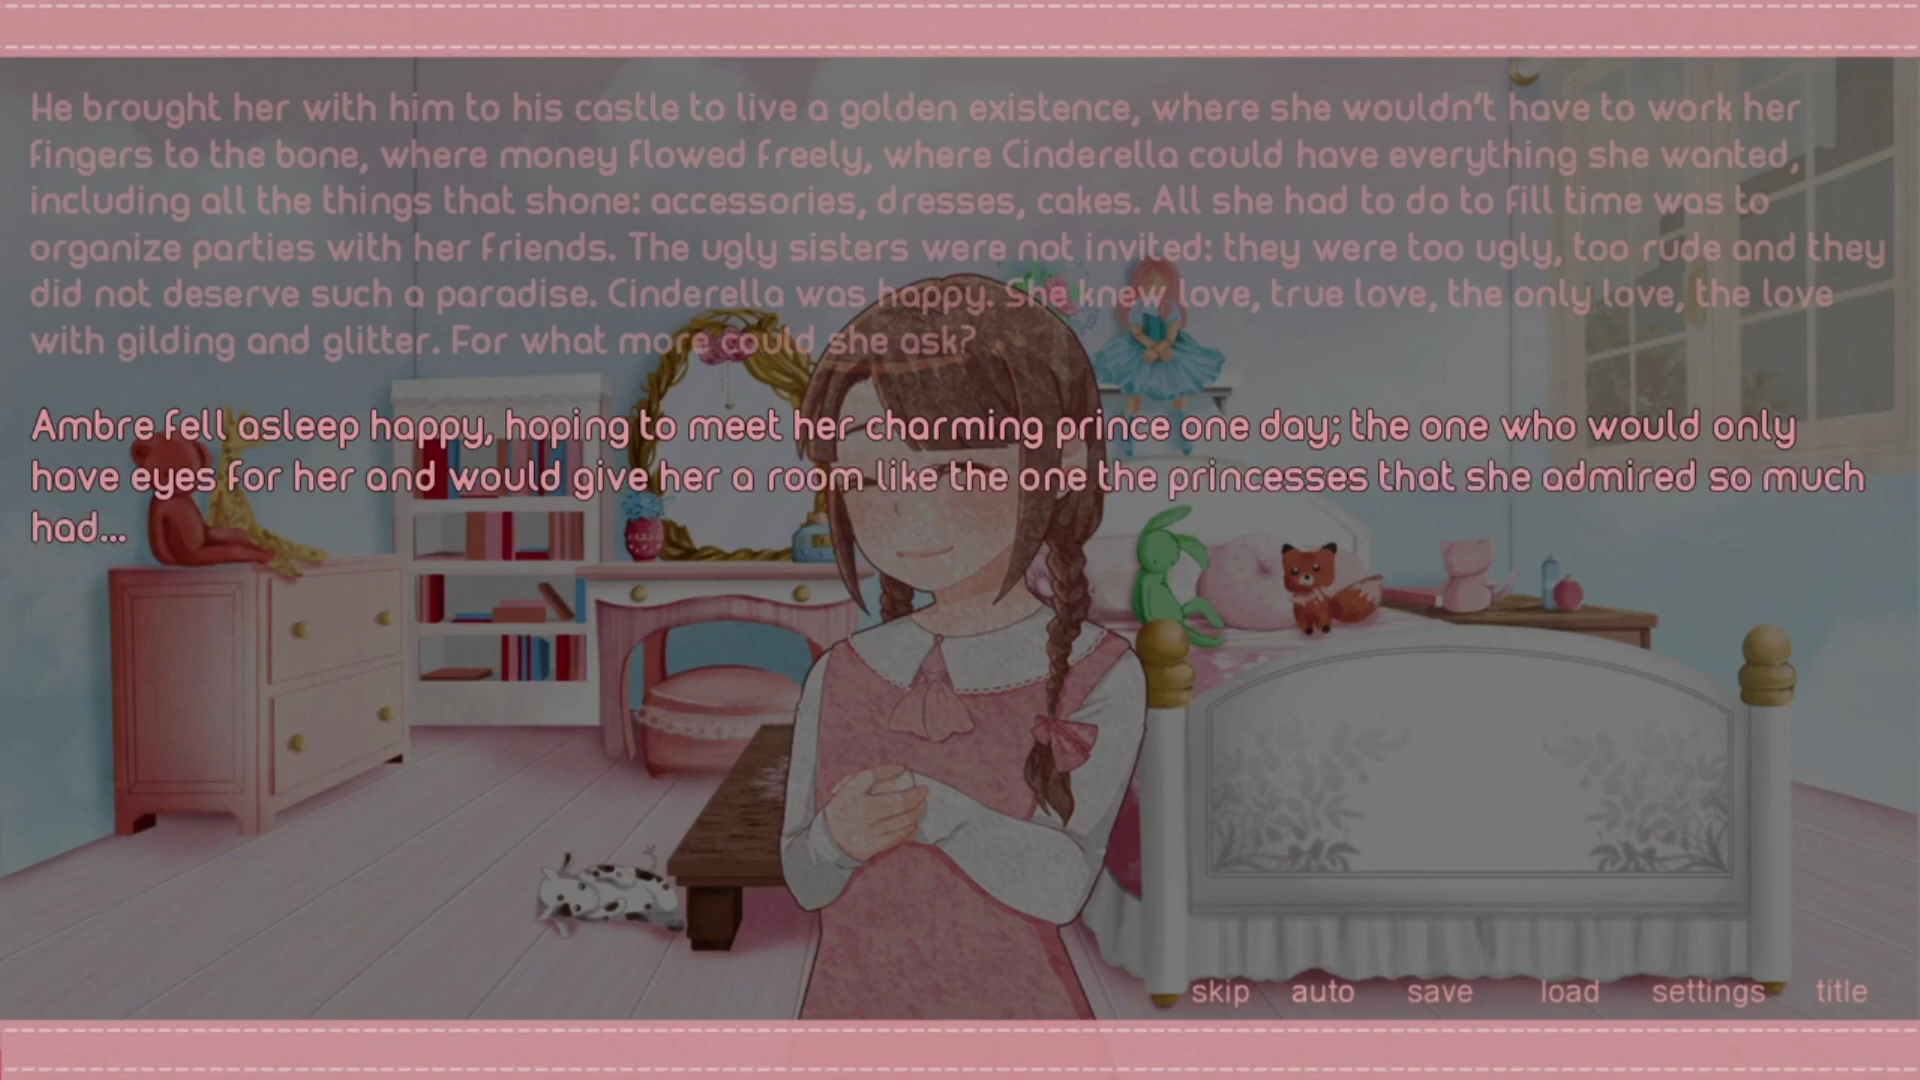 He brought her with him to his castle to live a golden existence, where she wouldn't have to work her
fingers to the bone, where money flowed freely, where Cinderella could have everything she wanted,
including all the things that shone: accessories, dresses, cakes. All she had to do to fill time was to
organize parties with her friends. The ugly sisters were not invited: they were too ugly, too rude and they
did not deserve such a paradise. Cinderella was happy. She knew love, true love, the only love, the love
with gilding and glitter. For what more could she ask?
Ambre fell asleep happy, hoping to meet her charming prince one day; the one who would only
have eyes for her and would give her a room like the one the princesses that she admired so much
had...
skip auto save load settings title